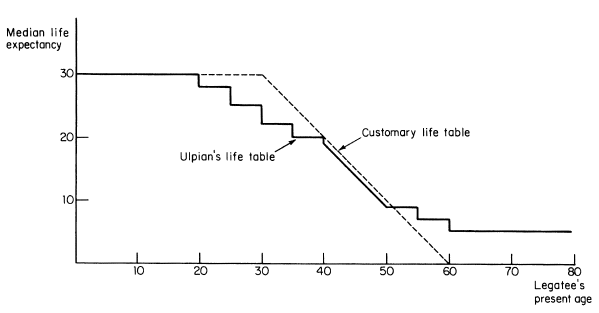 Median life
expectancy
30
20
10
Customary life table
Ulpian's life table
10 20 30 40 50 60 70 80
Legatee's
present age